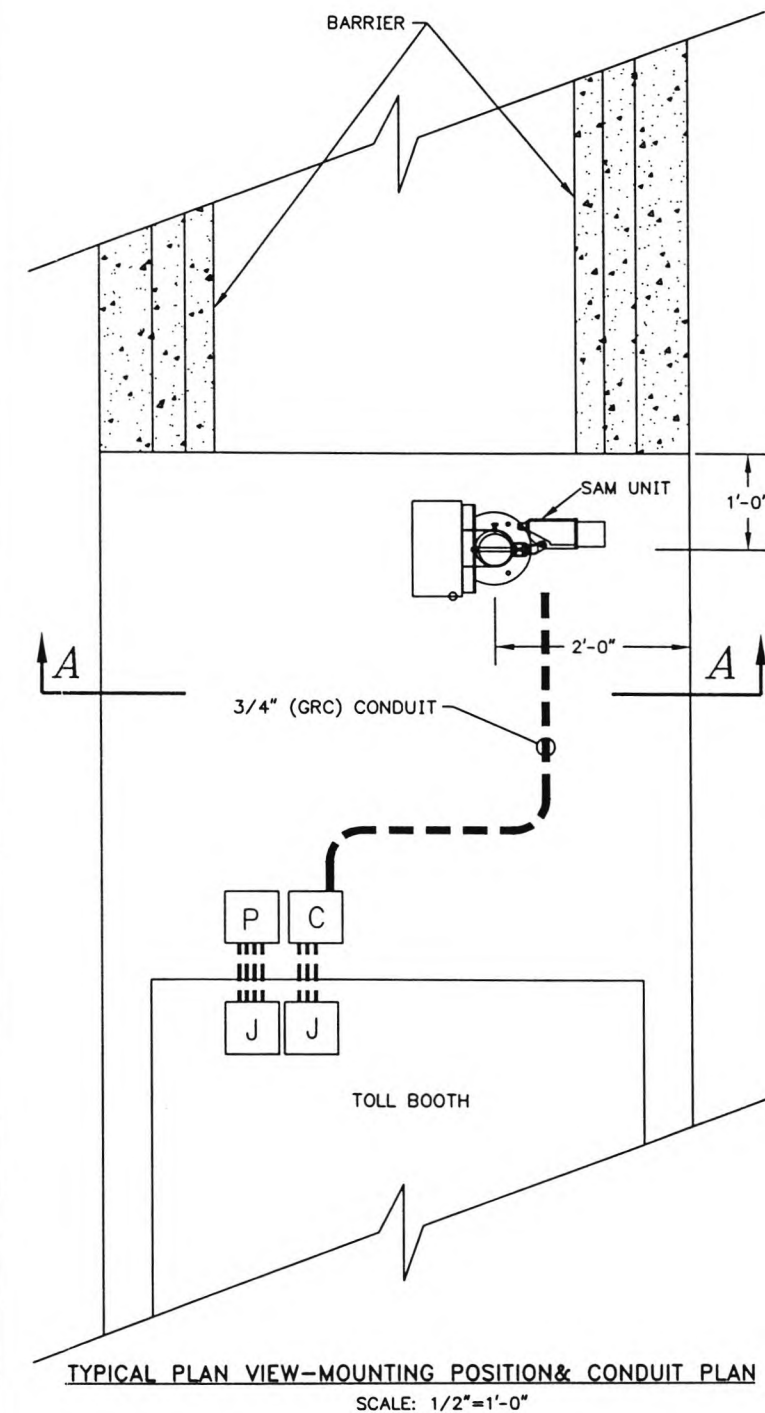 BARRIER
SAM UNIT
1'-0"
2'-0"
A
A
3/4" (GRC) CONDUIT
P
C
J
J
TOLL BOOTH
TYPICAL PLAN VIEW-MOUNTING POSITION& CONDUIT PLAN
SCALE: 1/2"=1'-0"